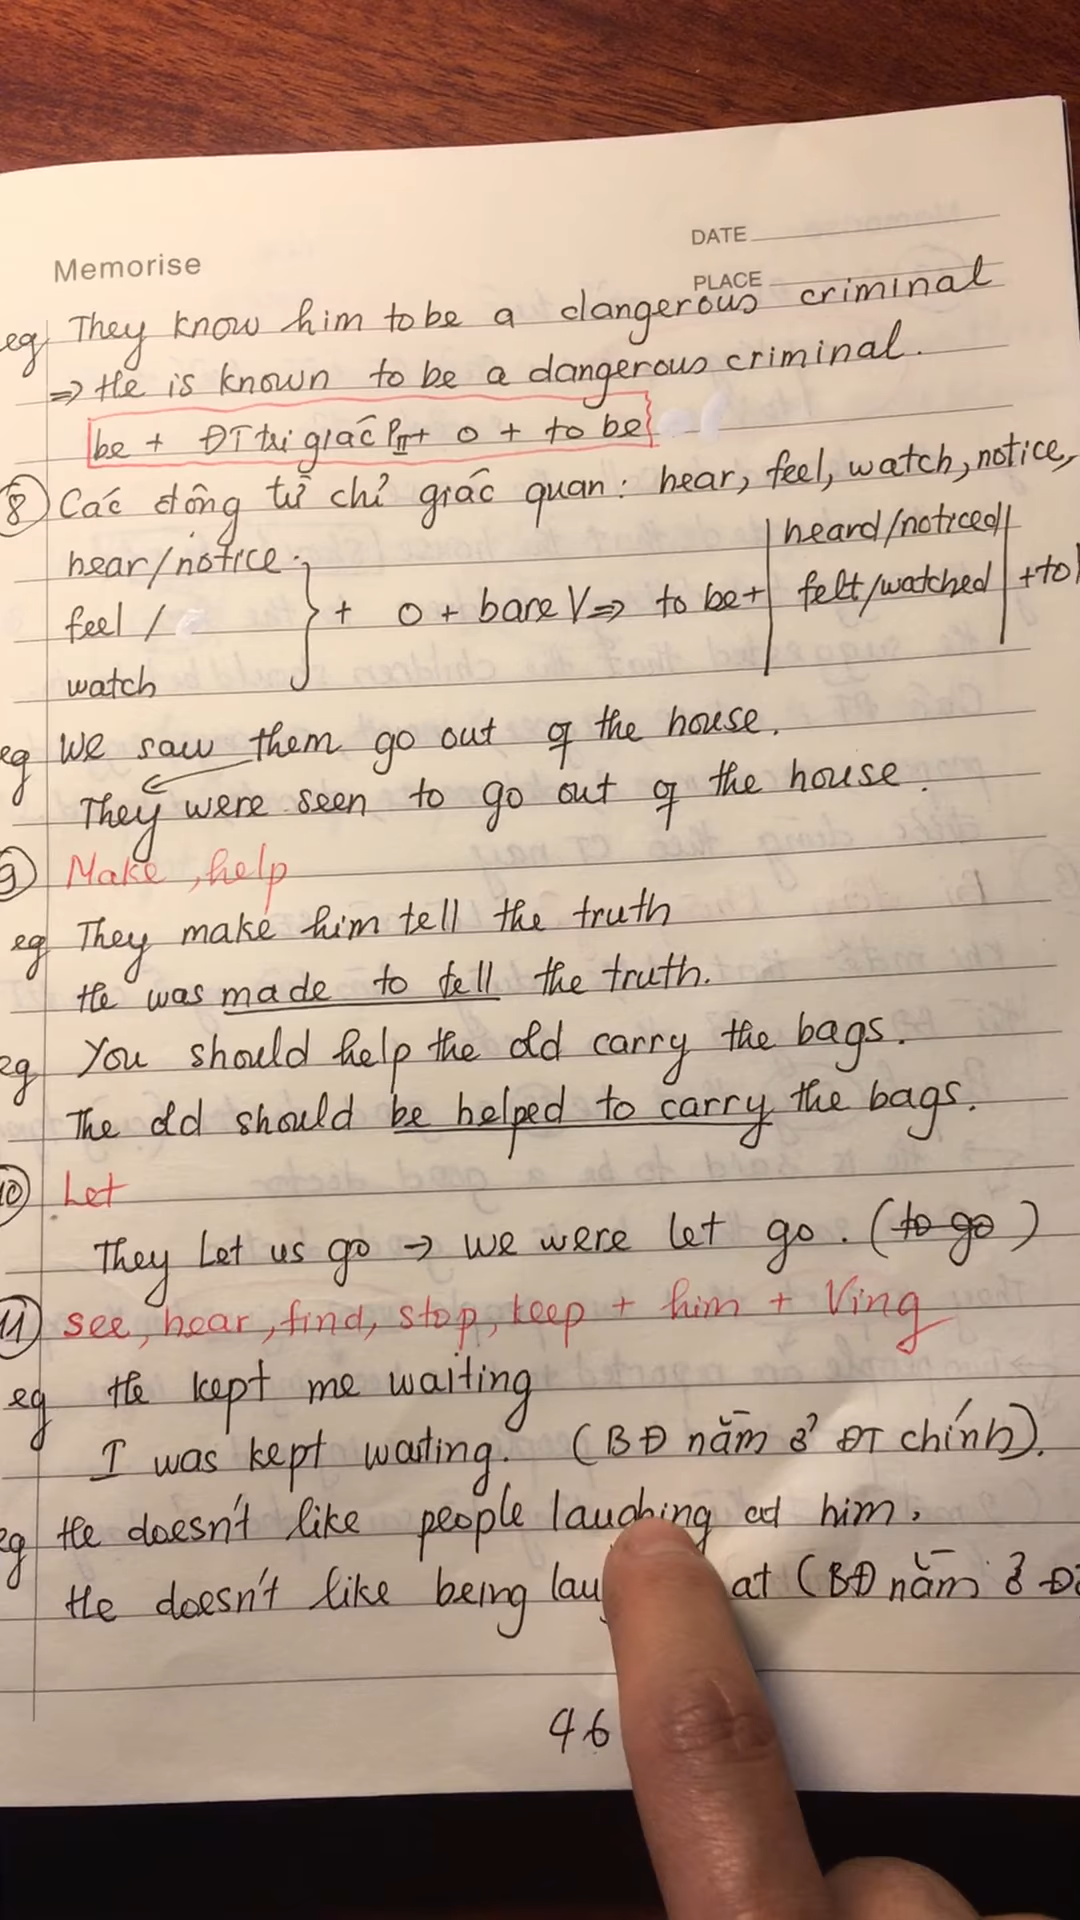 Memorise
DATE
PLACE
eg They know him to be a dangerous criminal
⇒ He is known to be a dangerous criminal.
be + ĐT tri giác PII + O + to be
⑧ Các động từ chỉ giác quan: hear, feel, watch, notice,
heard/noticed
hear/notice
feel / + O + bare V ⇒ to be + felt/watched + to
watch
eg We saw them go out of the house.
They were seen to go out of the house.
⑨ Make, help
eg They make him tell the truth
He was made to tell the truth.
eg You should help the old carry the bags.
The old should be helped to carry the bags.
⑩ Let
They Let us go → we were let go. (to go)
⑪ see, hear, find, stop, keep + him + Ving
eg He kept me waiting
I was kept waiting. (BĐ nằm ở ĐT chính).
eg He doesn't like people laughing at him.
He doesn't like being at (BĐ nằm ở
46